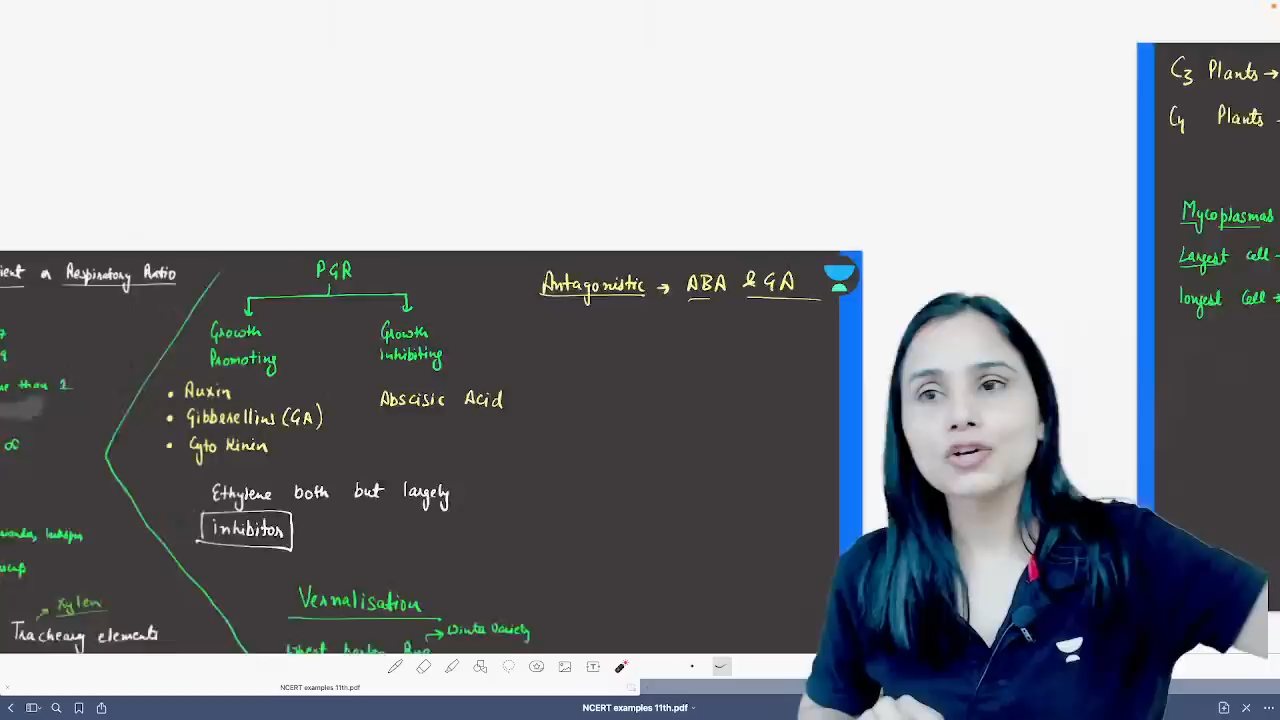 Respiratory Ratio
PGR
Growth Promoting
Growth inhibiting
• Auxin
• Gibberellins (GA)
• Cyto Kinin
Abscisic Acid
Ethylene both but largely
inhibitor
Antagonistic → ABA & GA
Vernalisation
→ Winter Variety
than 1
∞
→ Xylem
Tracheary elements
C3 Plants →
C4 Plants
Mycoplasmas
Largest cell
longest cell →
NCERT examples 11th.pdf
NCERT examples 11th.pdf